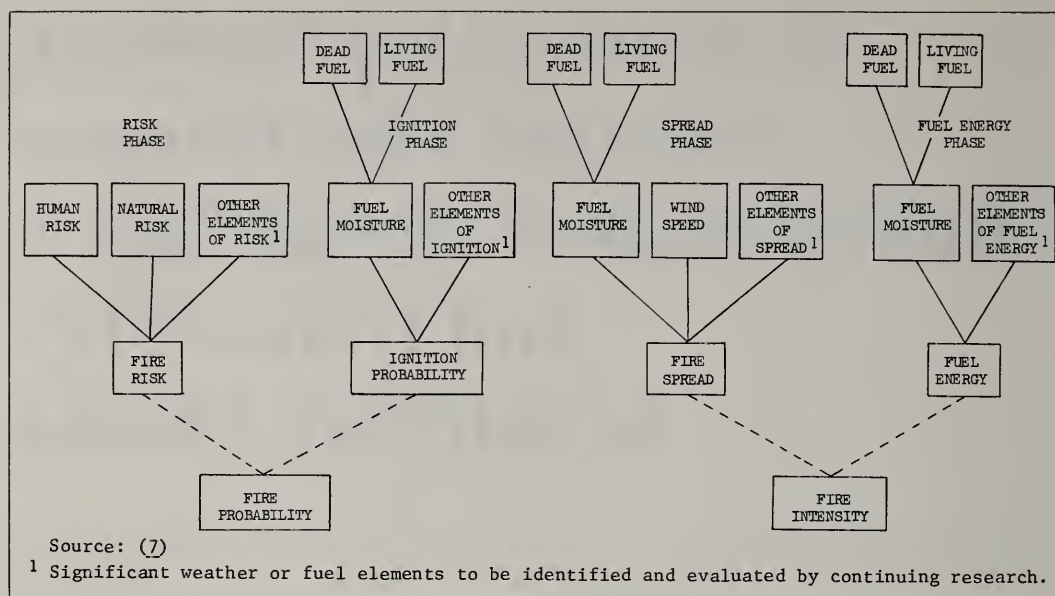 DEAD FUEL
LIVING FUEL
DEAD FUEL
LIVING FUEL
DEAD FUEL
LIVING FUEL
RISK PHASE
IGNITION PHASE
SPREAD PHASE
FUEL ENERGY PHASE
HUMAN RISK
NATURAL RISK
OTHER ELEMENTS OF RISK 1
FUEL MOISTURE
OTHER ELEMENTS OF IGNITION 1
FUEL MOISTURE
WIND SPEED
OTHER ELEMENTS OF SPREAD 1
FUEL MOISTURE
OTHER ELEMENTS OF FUEL ENERGY 1
FIRE RISK
IGNITION PROBABILITY
FIRE SPREAD
FUEL ENERGY
FIRE PROBABILITY
FIRE INTENSITY
Source: (7)
1 Significant weather or fuel elements to be identified and evaluated by continuing research.